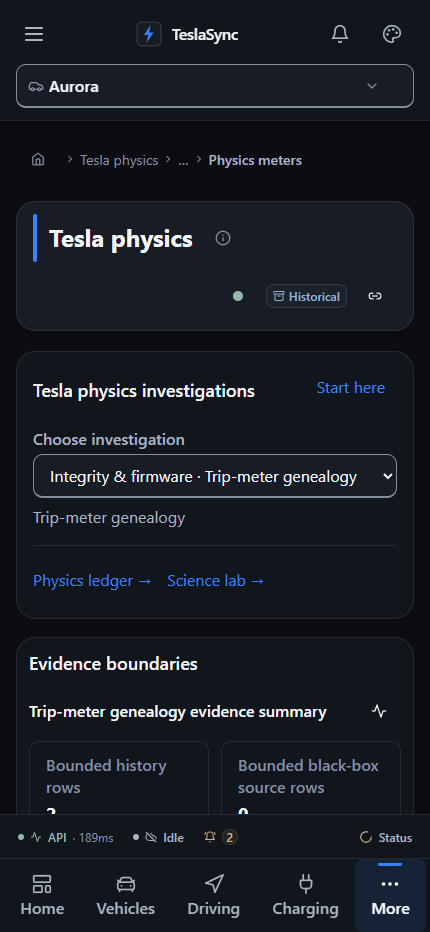 TeslaSync
Aurora
Tesla physics
...
Physics meters
Tesla physics
Historical
Tesla physics investigations
Start here
Choose investigation
Integrity & firmware · Trip-meter genealogy
Trip-meter genealogy
Physics ledger →
Science lab →
Evidence boundaries
Trip-meter genealogy evidence summary
Bounded history
rows
Bounded black-box
source rows
API · 189ms
Idle
2
Status
Home
Vehicles
Driving
Charging
More